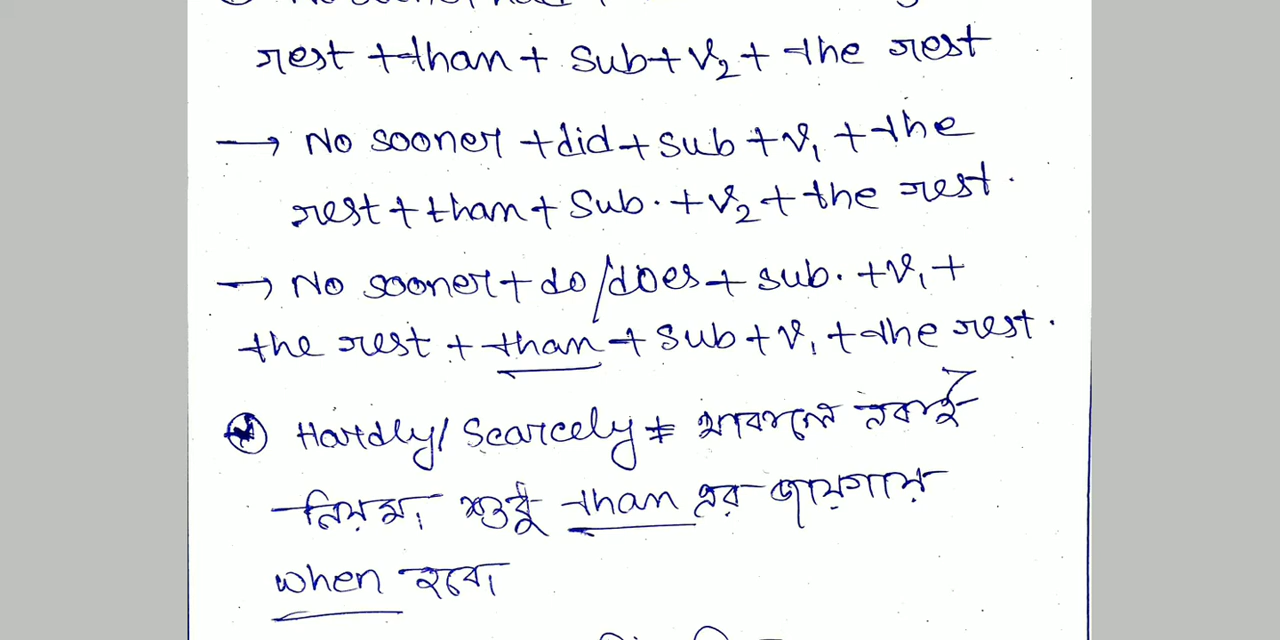 rest + than + sub + V2 + the rest
→ No sooner + did + sub + V1 + the
rest + than + sub. + V2 + the rest.
→ No sooner + do/does + sub. + V1 +
the rest + than + sub + V1 + the rest.
Hardly/Scarcely + থাকলে একই
নিয়ম। শুধু than এর জায়গায়
when হবে।